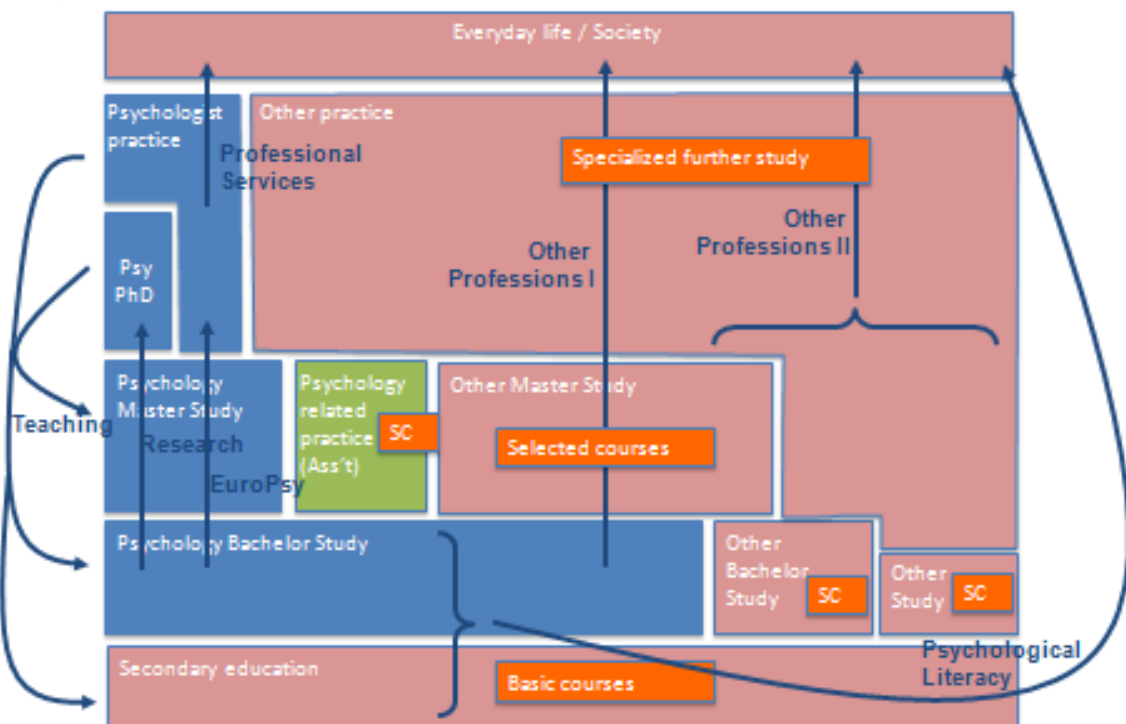 Everyday life / Society
Psychologist
practice
Other practice
Professional
Services
Specialized further study
Other
Professions II
Other
Professions I
Psy
PhD
Psychology
Master Study
Psychology
related
practice
(Ass't)
SC
Other Master Study
Selected courses
Teaching
Research
EuroPsy
Psychology Bachelor Study
Other
Bachelor
Study
SC
Other
Study
SC
Psychological
Literacy
Secondary education
Basic courses